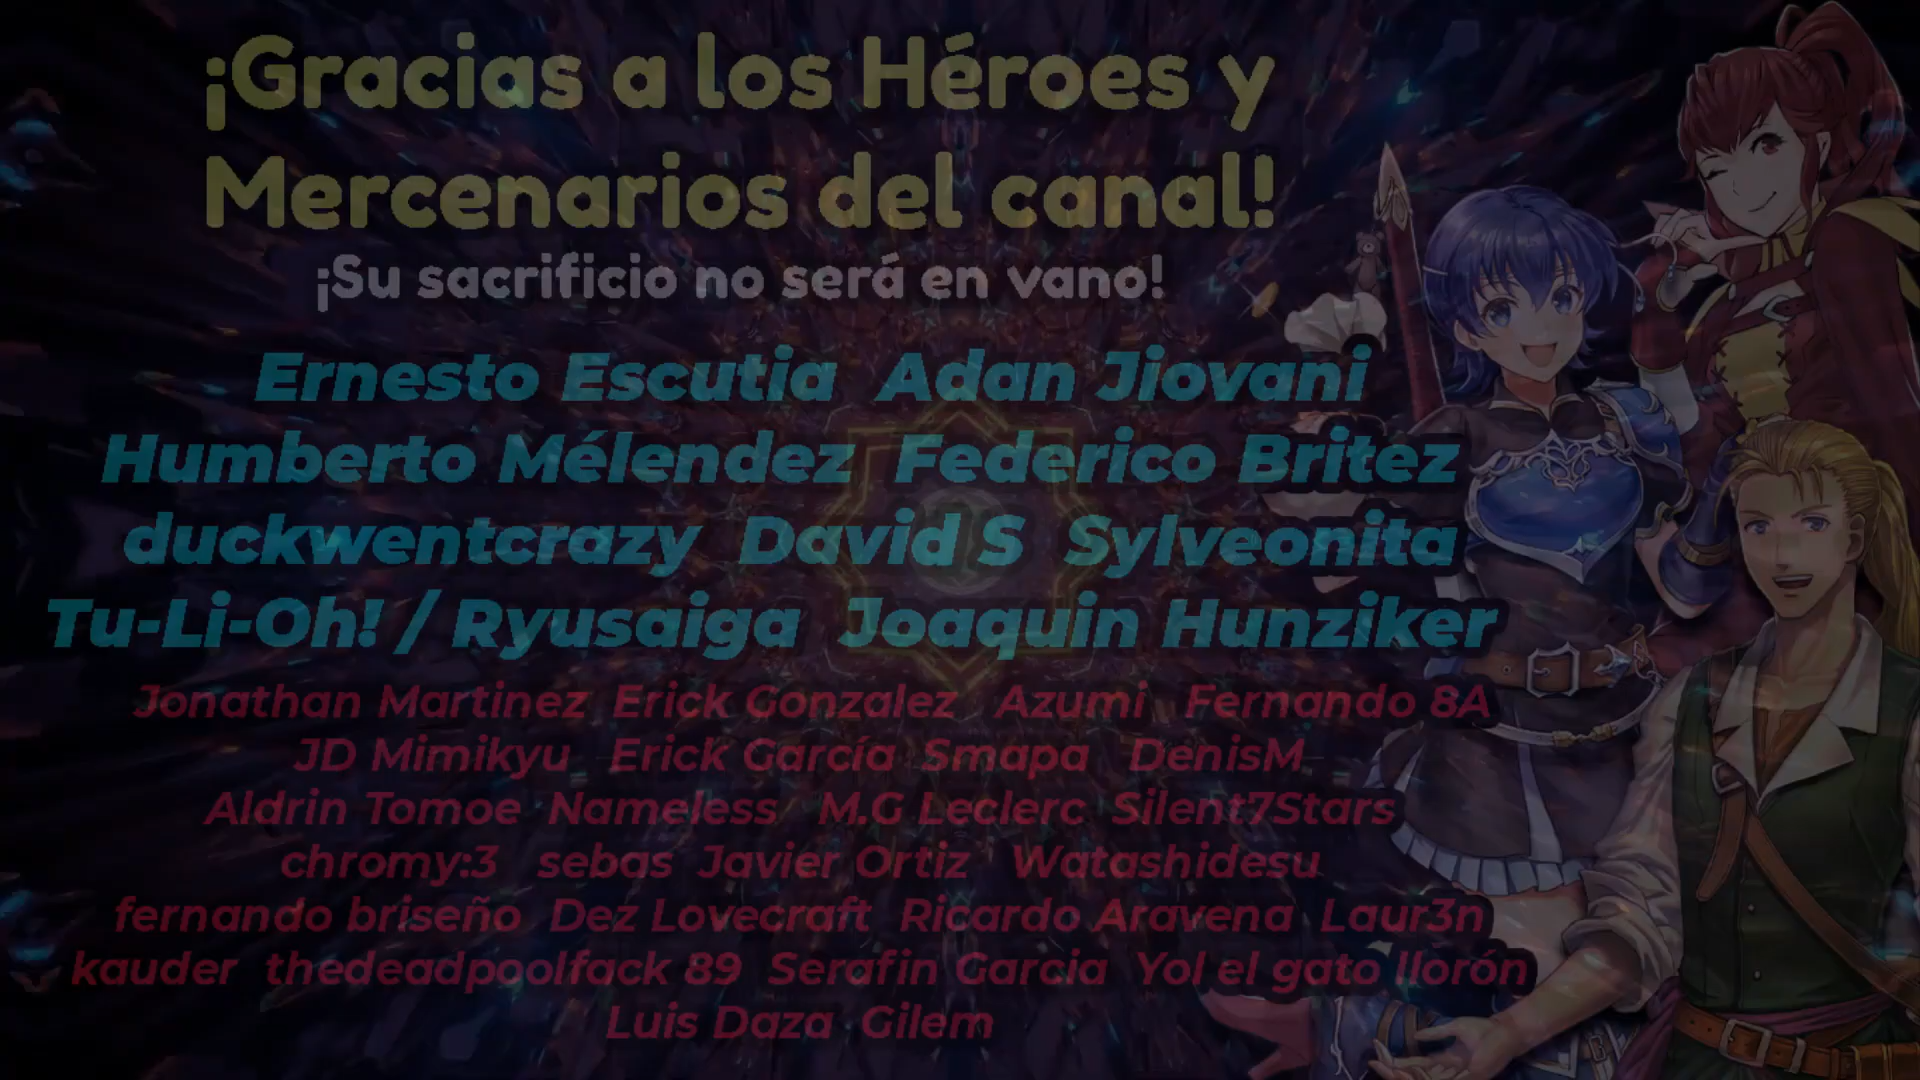 ¡Gracias a los Héroes y
Mercenarios del canal!
¡Su sacrificio no será en vano!
Ernesto Escutia Adan Jiovani
Humberto Mélendez Federico Britez
duckwentcrazy David S Sylveonita
Tu-Li-Oh! / Ryusaiga Joaquin Hunziker
Jonathan Martinez Erick Gonzalez Azumi Fernando 8A
JD Mimikyu Erick García Smapa DenisM
Aldrin Tomoe Nameless M.G Leclerc Silent7Stars
chromy:3 sebas Javier Ortiz Watashidesu
fernando briseño Dez Lovecraft Ricardo Aravena Laur3n
kauder thedeadpoolfack 89 Serafin Garcia Yol el gato llorón
Luis Daza Gilem